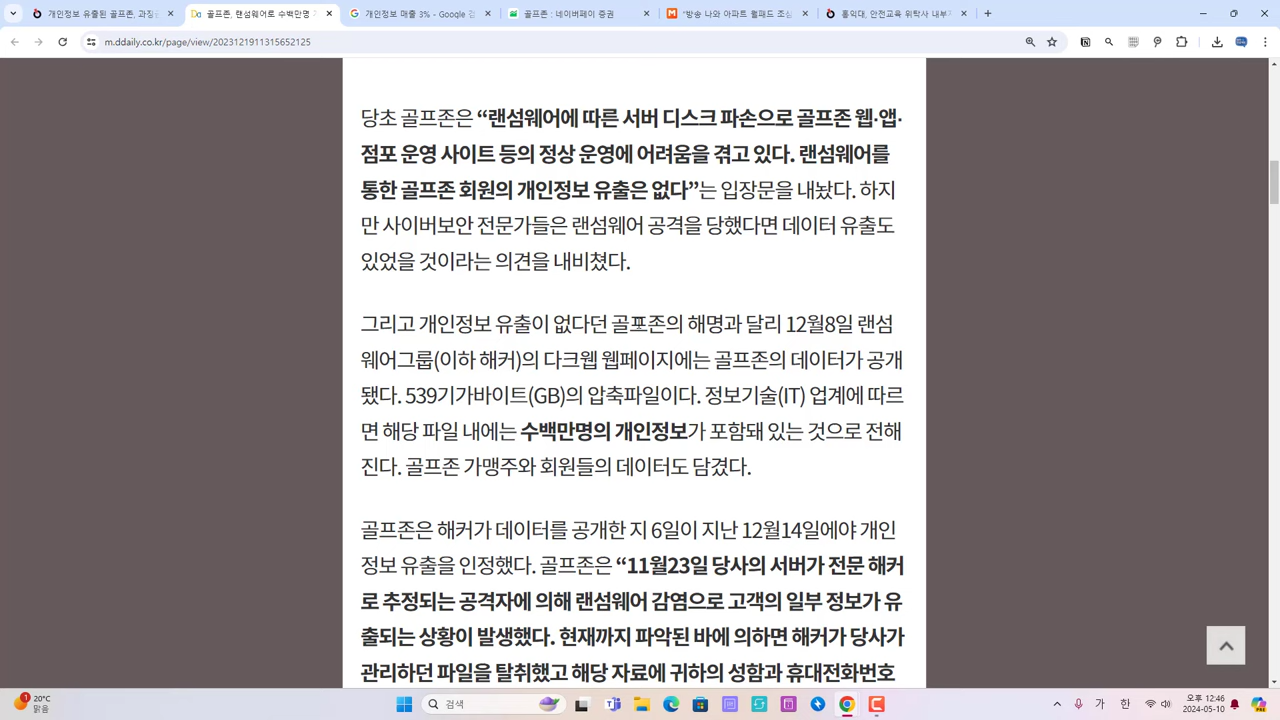 개인정보 유출된 골프존, 과징금
골프존, 랜섬웨어로 수백만명 개
개인정보 매출 3% - Google 검
골프존 : 네이버페이 증권
"방송 나와 아파트 월패드 조심
홍익대, 안전교육 위탁사 내부
m.ddaily.co.kr/page/view/2023121911315652125
당초 골프존은 “랜섬웨어에 따른 서버 디스크 파손으로 골프존 웹·앱·
점포 운영 사이트 등의 정상 운영에 어려움을 겪고 있다. 랜섬웨어를
통한 골프존 회원의 개인정보 유출은 없다”는 입장문을 내놨다. 하지
만 사이버보안 전문가들은 랜섬웨어 공격을 당했다면 데이터 유출도
있었을 것이라는 의견을 내비쳤다.
그리고 개인정보 유출이 없다던 골프존의 해명과 달리 12월8일 랜섬
웨어그룹(이하 해커)의 다크웹 웹페이지에는 골프존의 데이터가 공개
됐다. 539기가바이트(GB)의 압축파일이다. 정보기술(IT) 업계에 따르
면 해당 파일 내에는 수백만명의 개인정보가 포함돼 있는 것으로 전해
진다. 골프존 가맹주와 회원들의 데이터도 담겼다.
골프존은 해커가 데이터를 공개한 지 6일이 지난 12월14일에야 개인
정보 유출을 인정했다. 골프존은 “11월23일 당사의 서버가 전문 해커
로 추정되는 공격자에 의해 랜섬웨어 감염으로 고객의 일부 정보가 유
출되는 상황이 발생했다. 현재까지 파악된 바에 의하면 해커가 당사가
관리하던 파일을 탈취했고 해당 자료에 귀하의 성함과 휴대전화번호
1
20°C
맑음
검색
가
한
오후 12:46
2024-05-10